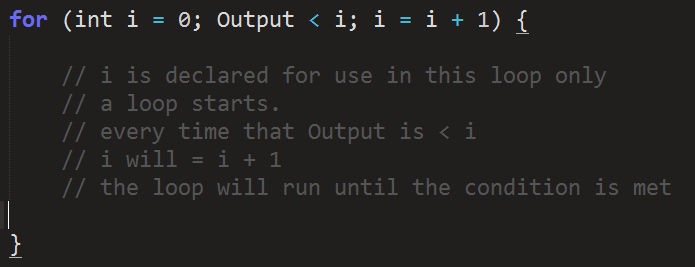 for (int i = 0; Output < i; i = i + 1) {
// i is declared for use in this loop only
// a loop starts.
// every time that Output is < i
// i will = i + 1
// the loop will run until the condition is met
}